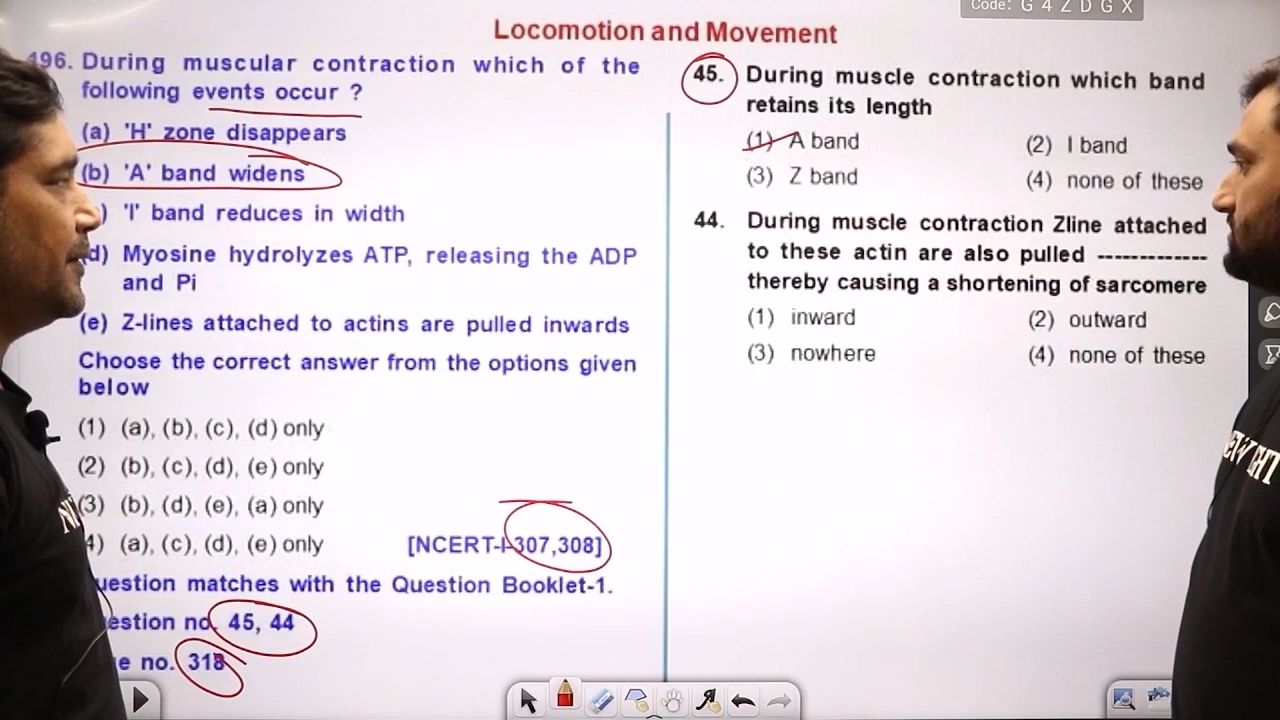 Code: G 4 Z D G X
Locomotion and Movement
196. During muscular contraction which of the
following events occur ?
(a) 'H' zone disappears
(b) 'A' band widens
) 'I' band reduces in width
d) Myosine hydrolyzes ATP, releasing the ADP
and Pi
(e) Z-lines attached to actins are pulled inwards
Choose the correct answer from the options given
below
(1) (a), (b), (c), (d) only
(2) (b), (c), (d), (e) only
(3) (b), (d), (e), (a) only
4) (a), (c), (d), (e) only [NCERT-I-307,308]
uestion matches with the Question Booklet-1.
estion no. 45, 44
e no. 318
45. During muscle contraction which band
retains its length
(1) A band (2) I band
(3) Z band (4) none of these
44. During muscle contraction Zline attached
to these actin are also pulled -------------
thereby causing a shortening of sarcomere
(1) inward (2) outward
(3) nowhere (4) none of these